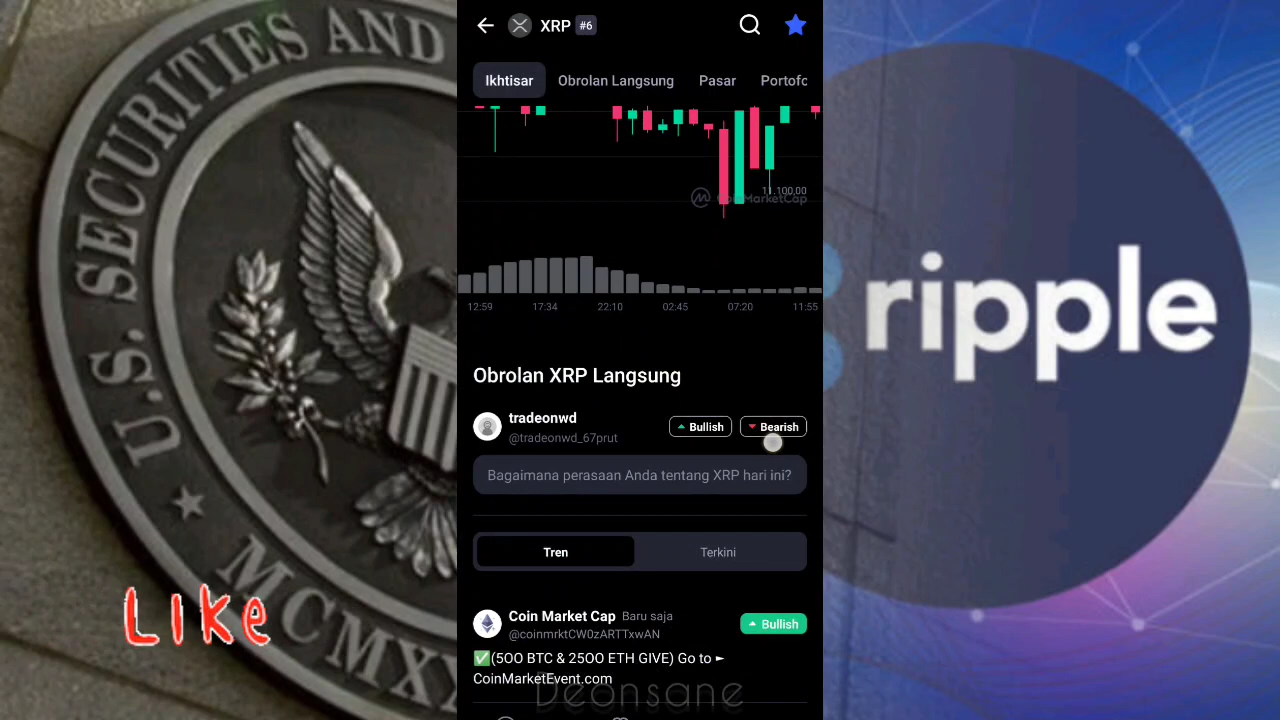 U.S. SECURITIES AND
MCMXX
XRP #6
Ikhtisar Obrolan Langsung Pasar Portofo
11.100,00
CoinMarketCap
12:59 17:34 22:10 02:45 07:20 11:55
Obrolan XRP Langsung
tradeonwd
@tradeonwd_67prut
Bullish Bearish
Bagaimana perasaan Anda tentang XRP hari ini?
Tren Terkini
Coin Market Cap Baru saja
@coinmrktCW0zARTTxwAN
Bullish
✅(5OO BTC & 25OO ETH GIVE) Go to ►
CoinMarketEvent.com
Deonsane
Like
ripple